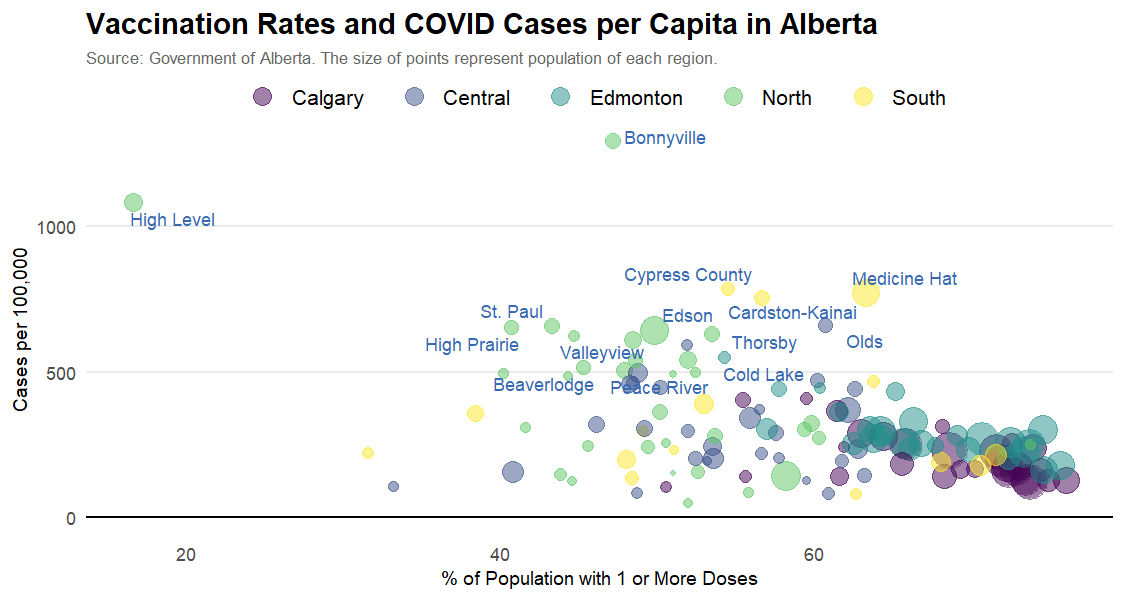 Vaccination Rates and COVID Cases per Capita in Alberta
Source: Government of Alberta. The size of points represent population of each region.
Calgary Central Edmonton North South
Bonnyville
High Level
1000
Cypress County
Medicine Hat
St. Paul
Edson
Cardston-Kainai
High Prairie
Valleyview
Thorsby
Olds
500
Beaverlodge
Peace River
Cold Lake
0
20 40 60
% of Population with 1 or More Doses
Cases per 100,000